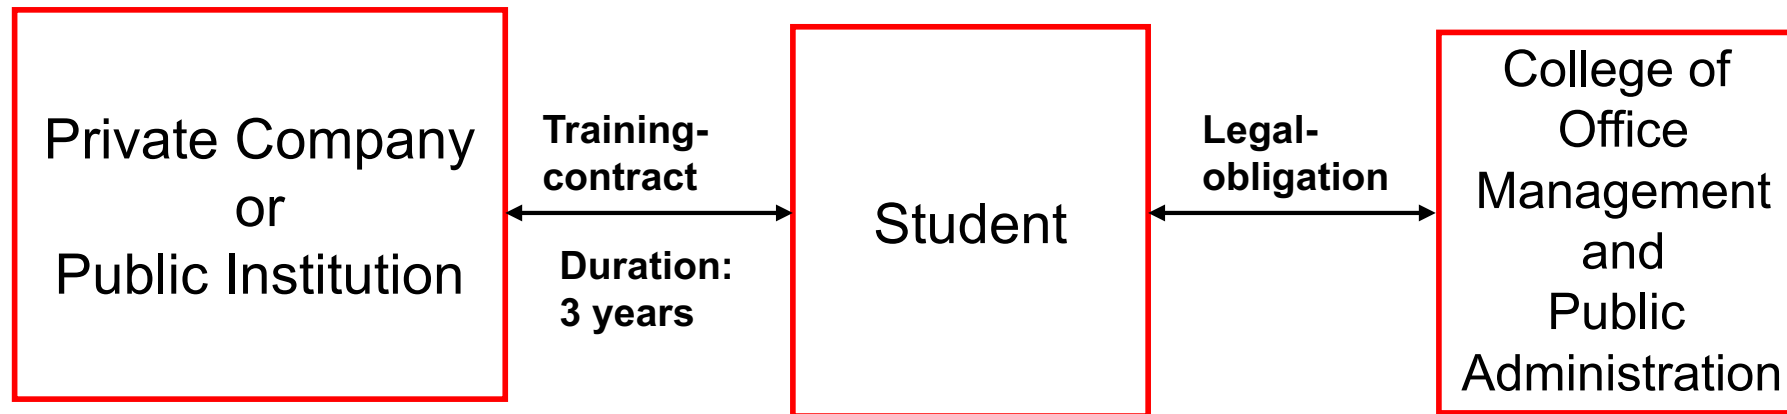 Private Company
or
Public Institution
Training-
contract
Duration:
3 years
Student
Legal-
obligation
College of
Office
Management
and
Public
Administration